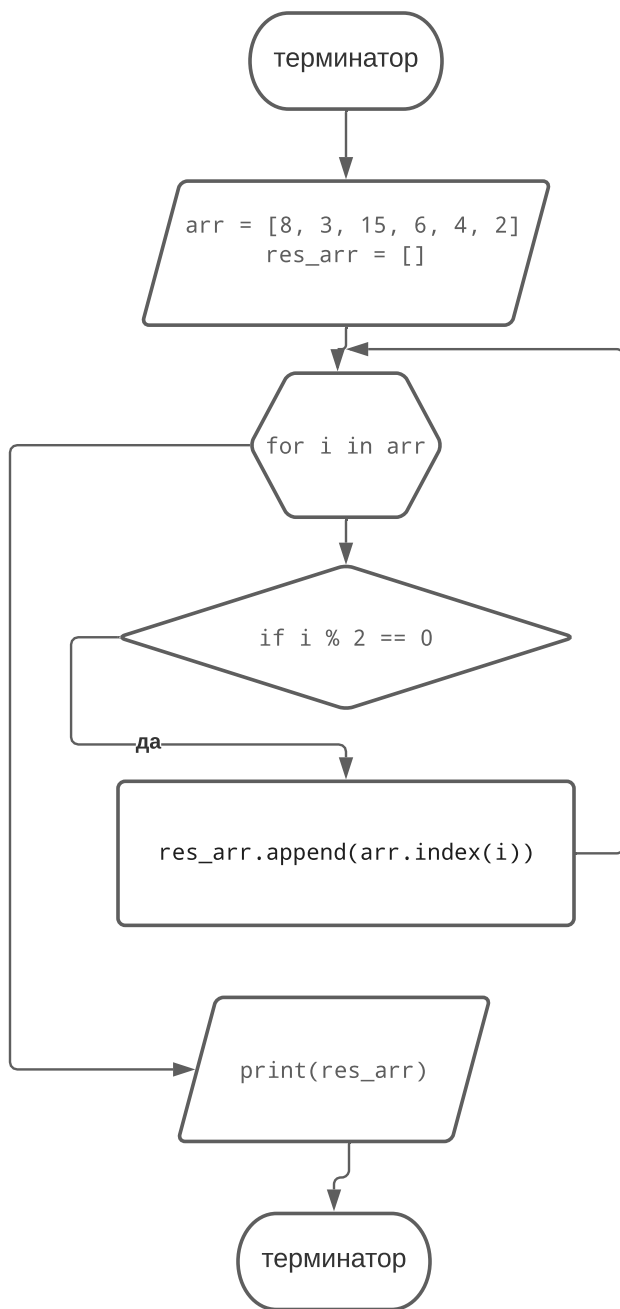 терминатор
arr = [8, 3, 15, 6, 4, 2]
res_arr = []
for i in arr
if i % 2 == 0
да
res_arr.append(arr.index(i))
print(res_arr)
терминатор